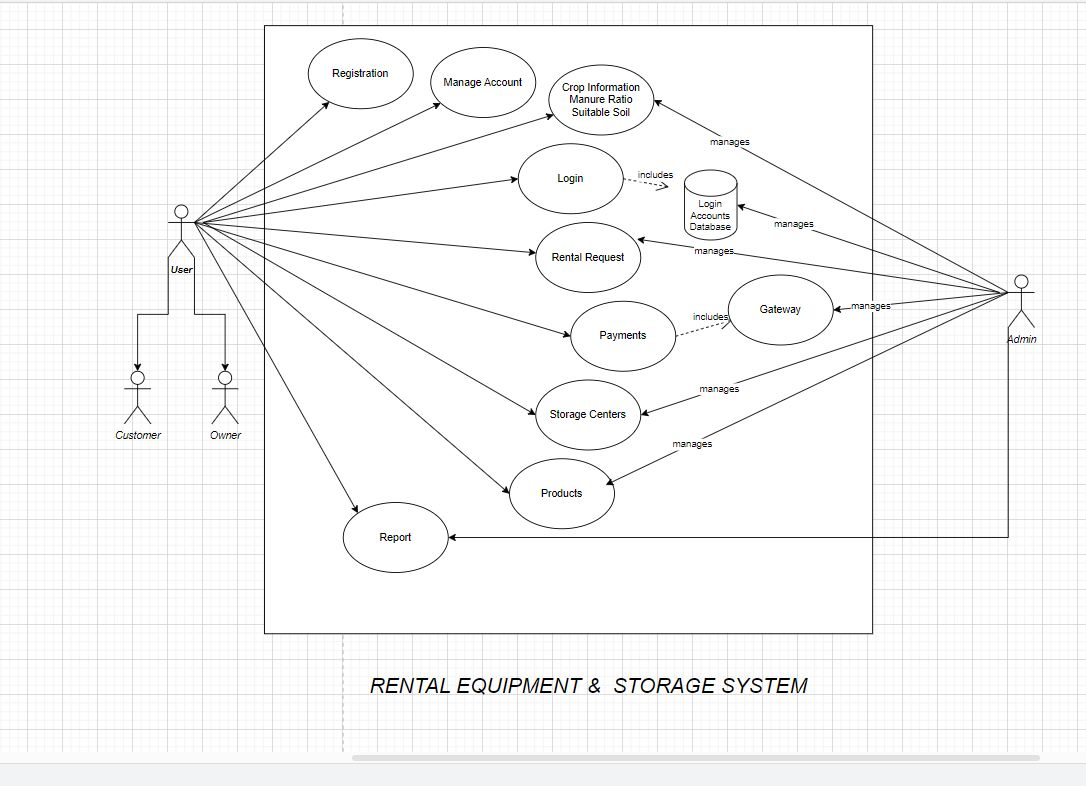 Registration
Manage Account
Crop Information
Manure Ratio
Suitable Soil
manages
Login
includes
Login
Accounts
Database
manages
User
Rental Request
manages
Payments
includes
Gateway
manages
Admin
Customer
Owner
Storage Centers
manages
Products
manages
Report
RENTAL EQUIPMENT & STORAGE SYSTEM